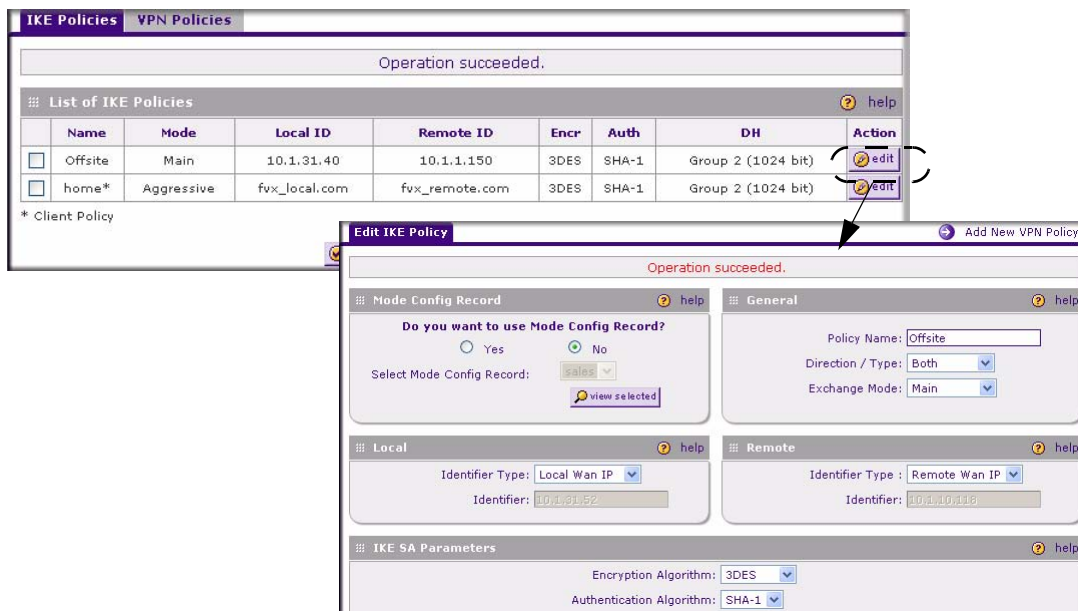 IKE Policies VPN Policies
Operation succeeded.
List of IKE Policies help
Name Mode Local ID Remote ID Encr Auth DH Action
Offsite Main 10.1.31.40 10.1.1.150 3DES SHA-1 Group 2 (1024 bit) edit
home* Aggressive fvx_local.com fvx_remote.com 3DES SHA-1 Group 2 (1024 bit) edit
* Client Policy
Edit IKE Policy Add New VPN Policy
Operation succeeded.
Mode Config Record help
Do you want to use Mode Config Record?
Yes No
Select Mode Config Record: sales
view selected
General help
Policy Name: Offsite
Direction / Type: Both
Exchange Mode: Main
Local help
Identifier Type: Local Wan IP
Identifier: 10.1.31.52
Remote help
Identifier Type : Remote Wan IP
Identifier: 10.1.10.118
IKE SA Parameters help
Encryption Algorithm: 3DES
Authentication Algorithm: SHA-1